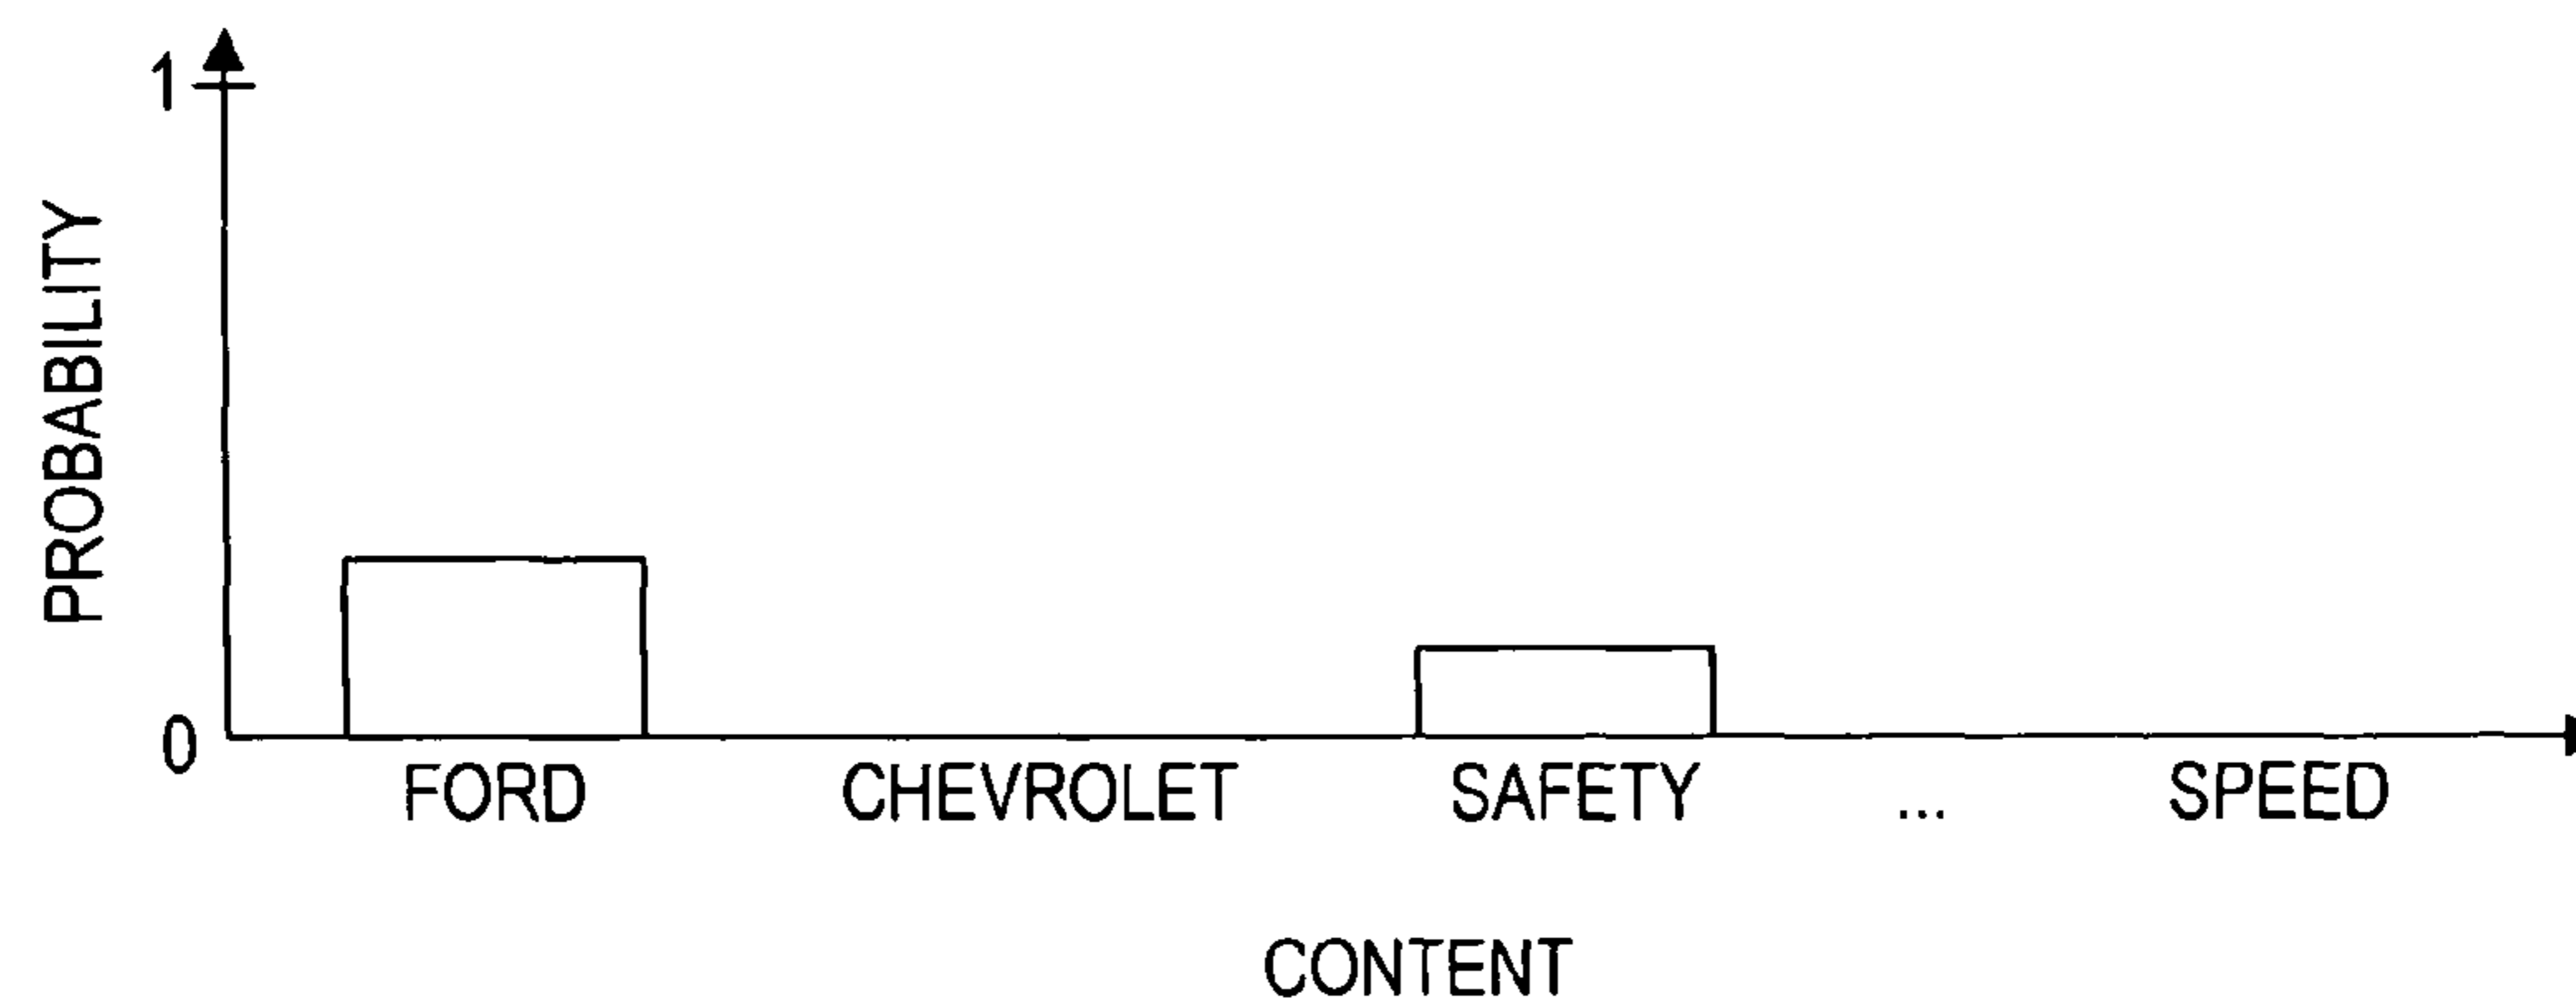 1
PROBABILITY
0
FORD CHEVROLET SAFETY ... SPEED
CONTENT